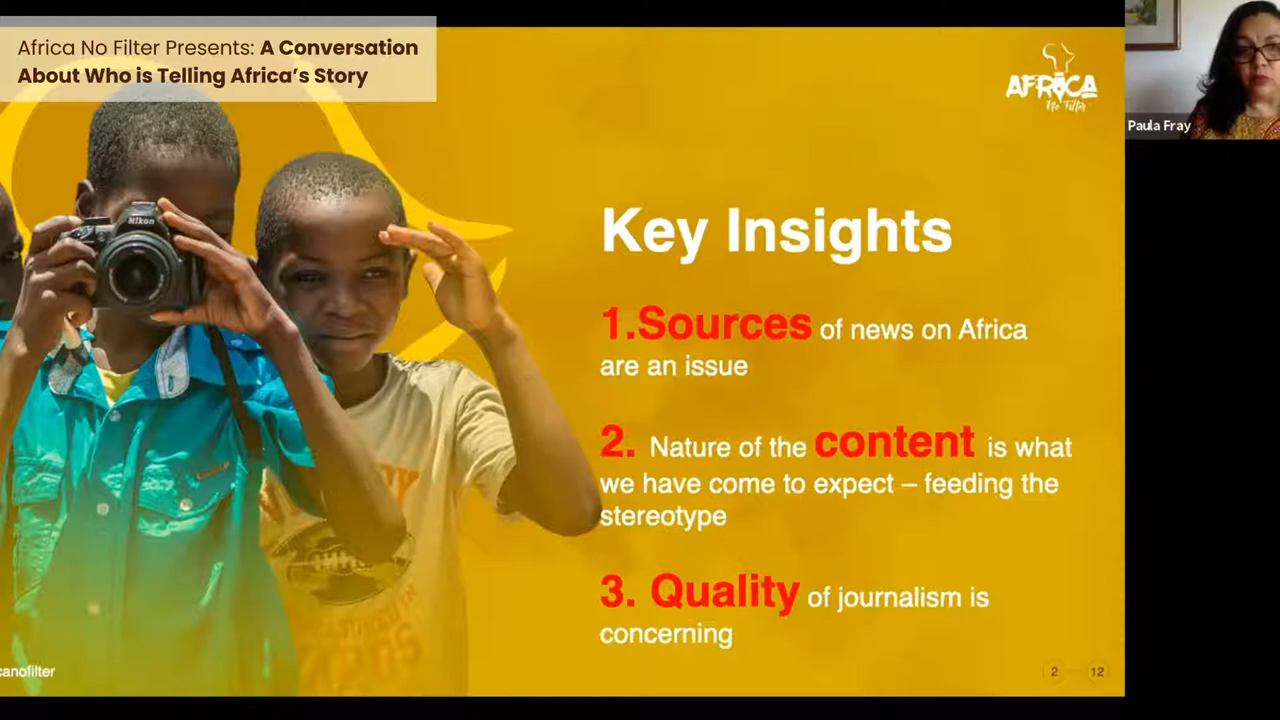 Africa No Filter Presents: A Conversation
About Who is Telling Africa's Story
AFRICA
No Filter
Paula Fray
Nikon
Key Insights
1.Sources of news on Africa
are an issue
2. Nature of the content is what
we have come to expect – feeding the
stereotype
3. Quality of journalism is
concerning
canofilter
2
12